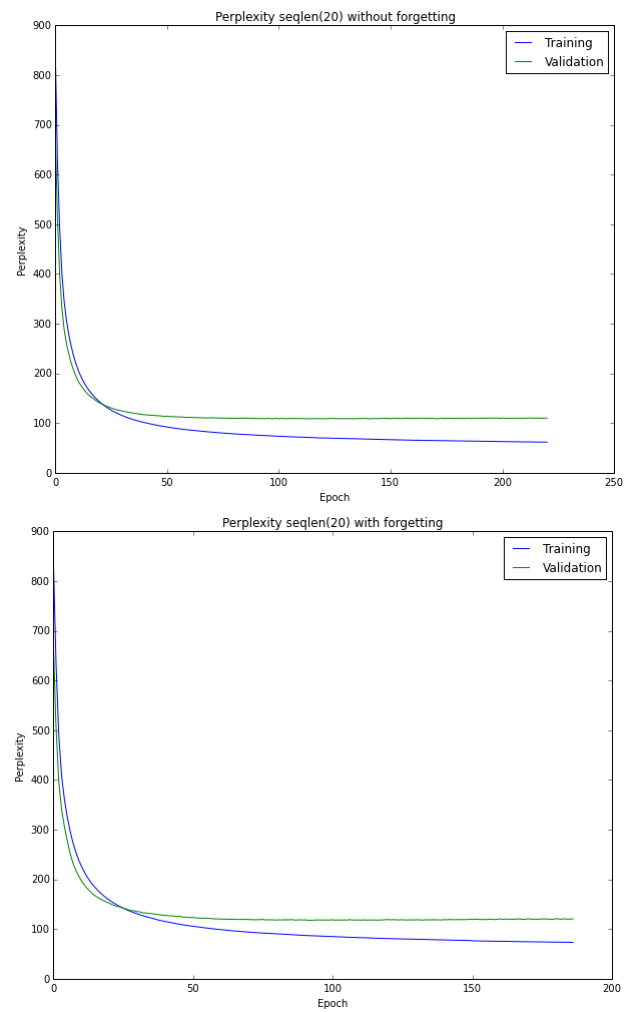 Perplexity seqlen(20) without forgetting
900
800
700
600
500
400
300
200
100
0
Perplexity
Training
Validation
0 50 100 150 200 250
Epoch
Perplexity seqlen(20) with forgetting
900
800
700
600
500
400
300
200
100
0
Perplexity
Training
Validation
0 50 100 150 200
Epoch